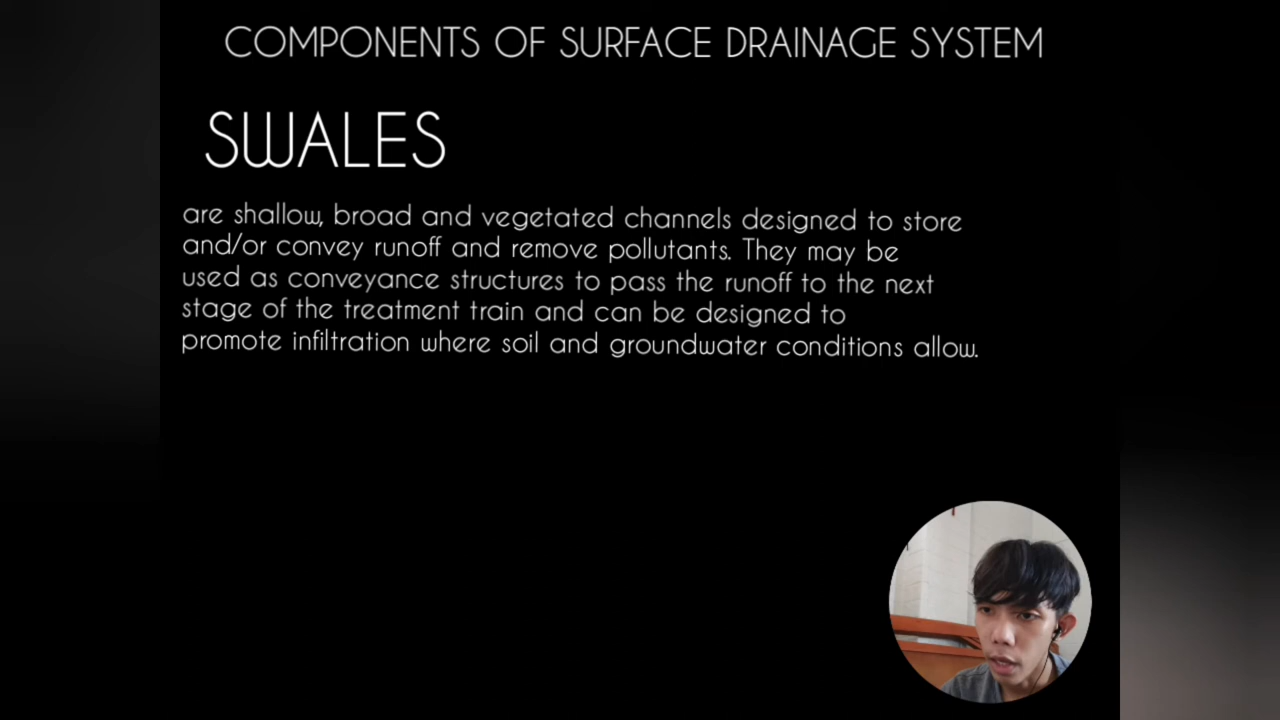 COMPONENTS OF SURFACE DRAINAGE SYSTEM
SWALES
are shallow, broad and vegetated channels designed to store
and/or convey runoff and remove pollutants. They may be
used as conveyance structures to pass the runoff to the next
stage of the treatment train and can be designed to
promote infiltration where soil and groundwater conditions allow.